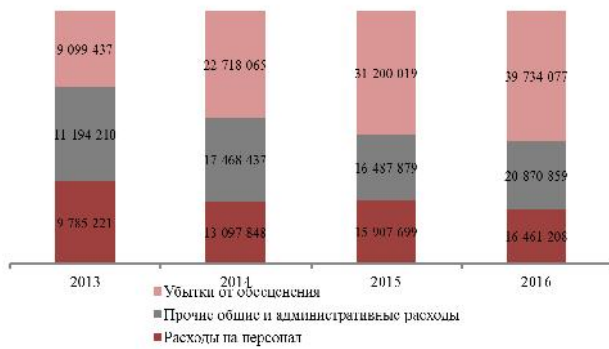 9 099 437 22 718 065 31 200 019 39 734 077
11 194 210 17 468 437 16 487 879 20 870 859
9 785 221 13 097 848 15 907 699 16 461 208
2013 2014 2015 2016
Убытки от обесценения
Прочие общие и административные расходы
Расходы на персонал